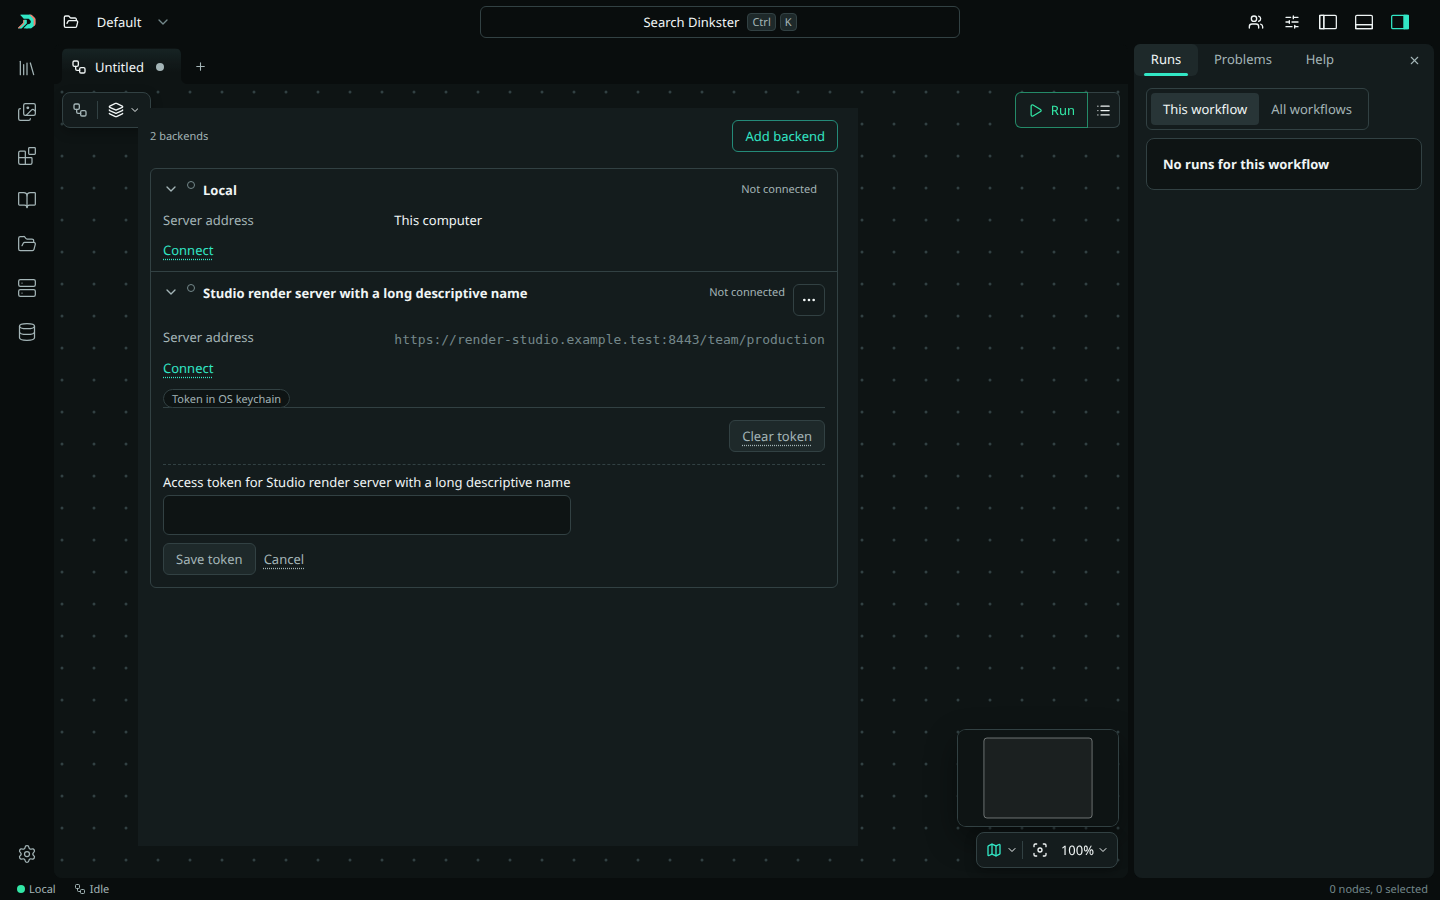 Default
Search Dinkster Ctrl K
Untitled
Run
2 backends
Add backend
Local
Not connected
Server address
This computer
Connect
Studio render server with a long descriptive name
Not connected
Server address
https://render-studio.example.test:8443/team/production
Connect
Token in OS keychain
Clear token
Access token for Studio render server with a long descriptive name
Save token
Cancel
100%
Runs
Problems
Help
This workflow
All workflows
No runs for this workflow
Local
Idle
0 nodes, 0 selected